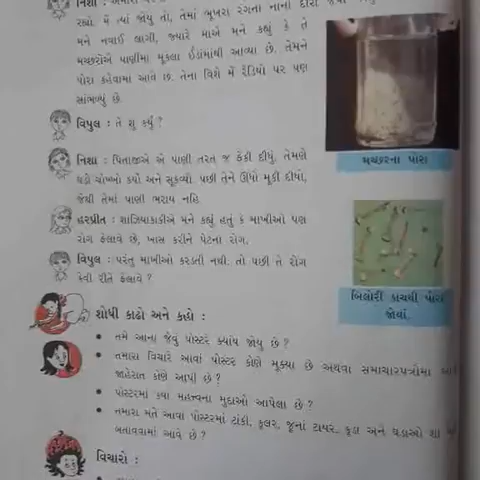 નિશા :
રહ્યો. મેં ત્યાં જોયું તો, તેમાં ભૂખરા રંગના નાના દોરા
મને નવાઈ લાગી, જ્યારે માએ મને કહ્યું કે તે
મચ્છરોએ પાણીમાં મૂકેલા ઈંડામાંથી આવ્યા છે. તેમને
પોરા કહેવામાં આવે છે. તેના વિશે મેં રેડિયો પર પણ
સાંભળ્યું છે.
વિપુલ : તેં શું કર્યું ?
નિશા : પિતાજીએ એ પાણી તરત જ ફેંકી દીધું. તેમણે
ઘડો ચોખ્ખો કર્યો અને સૂકવ્યો. પછી તેને ઊંધો મૂકી દીધો,
જેથી તેમાં પાણી ભરાય નહિ.
હરપ્રીત : શાઝિયાકાકીએ મને કહ્યું હતું કે માખીઓ પણ
રોગ ફેલાવે છે, ખાસ કરીને પેટના રોગ.
વિપુલ : પરંતુ માખીઓ કરડતી નથી. તો પછી તે રોગ
કેવી રીતે ફેલાવે ?
મચ્છરના પોરા
બિલોરી કાચથી પોરા
જોવાં.
શોધી કાઢો અને કહો :
• તમે આના જેવું પોસ્ટર ક્યાંય જોયું છે ?
• તમારા વિચારે આવાં પોસ્ટર કોણે મૂક્યા છે અથવા સમાચારપત્રોમાં
જાહેરાત કોણે આપી છે ?
• પોસ્ટરમાં કયા મહત્ત્વના મુદ્દાઓ આપેલા છે ?
• તમારા મતે આવા પોસ્ટરમાં ટાંકી, કૂલર, જૂનાં ટાયર, કૂંડા અને ઘડાઓ શા
બતાવવામાં આવે છે ?
વિચારો :